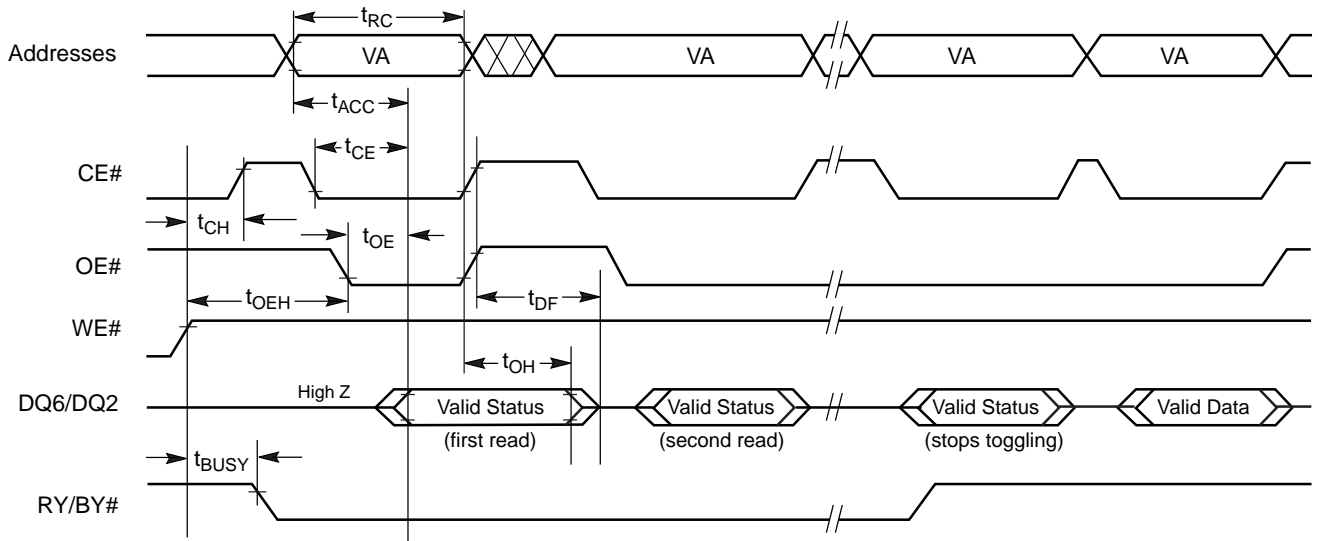 tRC
Addresses VA VA VA VA
tACC
tCE
CE#
tCH tOE
OE#
tOEH tDF
WE#
tOH
High Z
DQ6/DQ2 Valid Status Valid Status Valid Status Valid Data
(first read) (second read) (stops toggling)
tBUSY
RY/BY#